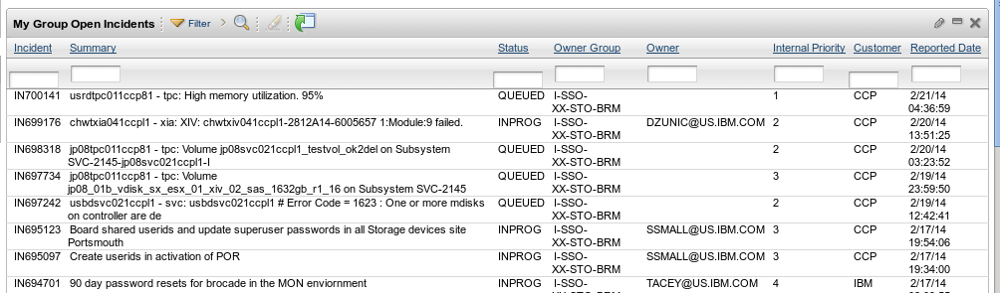 My Group Open Incidents Filter
Incident Summary Status Owner Group Owner Internal Priority Customer Reported Date
IN700141 usrdtpc011ccp81 - tpc: High memory utilization. 95% QUEUED I-SSO- 1 CCP 2/21/14
XX-STO-BRM 04:36:59
IN699176 chwtxia041ccpl1 - xia: XIV: chwtxiv041ccpl1-2812A14-6005657 1:Module:9 failed. INPROG I-SSO- DZUNIC@US.IBM.COM 2 CCP 2/20/14
XX-STO-BRM 13:51:25
IN698318 jp08tpc011ccp81 - tpc: Volume jp08svc021ccpl1_testvol_ok2del on Subsystem QUEUED I-SSO- 2 CCP 2/20/14
SVC-2145-jp08svc021ccpl1-I XX-STO-BRM 03:23:52
IN697734 jp08tpc011ccp81 - tpc: Volume QUEUED I-SSO- 3 CCP 2/19/14
jp08_01b_vdisk_sx_esx_01_xiv_02_sas_1632gb_r1_16 on Subsystem SVC-2145 XX-STO-BRM 23:59:50
IN697242 usbdsvc021ccpl1 - svc: usbdsvc021ccpl1 # Error Code = 1623 : One or more mdisks QUEUED I-SSO- 2 CCP 2/19/14
on controller are de XX-STO-BRM 12:42:41
IN695123 Board shared userids and update superuser passwords in all Storage devices site INPROG I-SSO- SSMALL@US.IBM.COM 3 CCP 2/17/14
Portsmouth XX-STO-BRM 19:54:06
IN695097 Create userids in activation of POR INPROG I-SSO- SSMALL@US.IBM.COM 3 CCP 2/17/14
XX-STO-BRM 19:34:00
IN694701 90 day password resets for brocade in the MON enviornment INPROG I-SSO- TACEY@US.IBM.COM 4 IBM 2/17/14